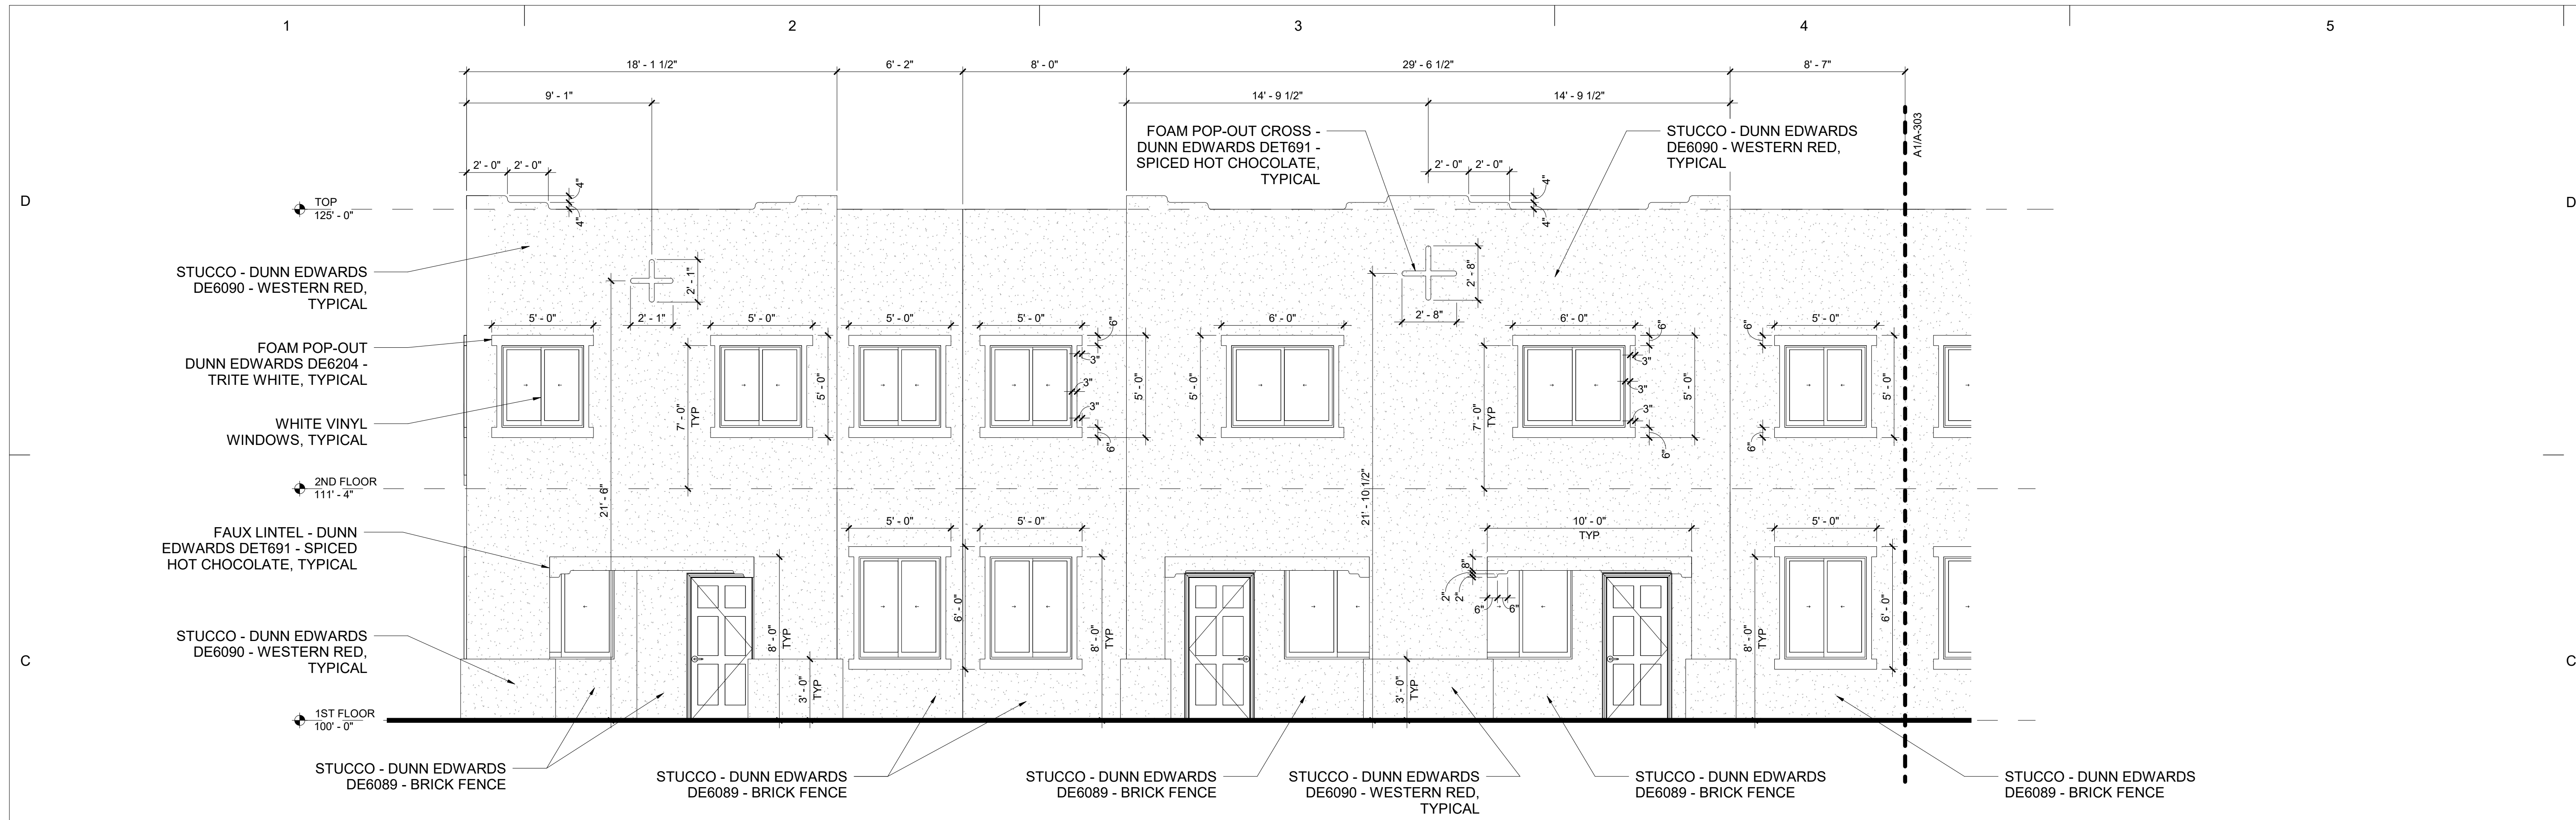 1
2
3
4
5
18' - 1 1/2"
6' - 2"
8' - 0"
29' - 6 1/2"
8' - 7"
9' - 1"
14' - 9 1/2"
14' - 9 1/2"
A1/A-303
FOAM POP-OUT CROSS -
DUNN EDWARDS DET691 -
SPICED HOT CHOCOLATE,
TYPICAL
STUCCO - DUNN EDWARDS
DE6090 - WESTERN RED,
TYPICAL
2' - 0"
2' - 0"
4"
4"
2' - 0"
2' - 0"
4"
4"
D
D
TOP
125' - 0"
STUCCO - DUNN EDWARDS
DE6090 - WESTERN RED,
TYPICAL
2' - 1"
2' - 1"
2' - 8"
2' - 8"
5' - 0"
5' - 0"
5' - 0"
5' - 0"
6"
6' - 0"
6' - 0"
6"
6"
5' - 0"
FOAM POP-OUT
DUNN EDWARDS DE6204 -
TRITE WHITE, TYPICAL
7' - 0"
TYP
5' - 0"
3"
3"
3"
6"
5' - 0"
5' - 0"
7' - 0"
TYP
3"
3"
3"
6"
5' - 0"
6"
5' - 0"
WHITE VINYL
WINDOWS, TYPICAL
2ND FLOOR
111' - 4"
21' - 6"
21' - 10 1/2"
FAUX LINTEL - DUNN
EDWARDS DET691 - SPICED
HOT CHOCOLATE, TYPICAL
5' - 0"
5' - 0"
10' - 0"
TYP
5' - 0"
8"
2"
2"
6"
6"
6' - 0"
6' - 0"
STUCCO - DUNN EDWARDS
DE6090 - WESTERN RED,
TYPICAL
8' - 0"
TYP
3' - 0"
TYP
8' - 0"
TYP
3' - 0"
TYP
8' - 0"
TYP
C
C
1ST FLOOR
100' - 0"
STUCCO - DUNN EDWARDS
DE6089 - BRICK FENCE
STUCCO - DUNN EDWARDS
DE6089 - BRICK FENCE
STUCCO - DUNN EDWARDS
DE6089 - BRICK FENCE
STUCCO - DUNN EDWARDS
DE6090 - WESTERN RED,
TYPICAL
STUCCO - DUNN EDWARDS
DE6089 - BRICK FENCE
STUCCO - DUNN EDWARDS
DE6089 - BRICK FENCE